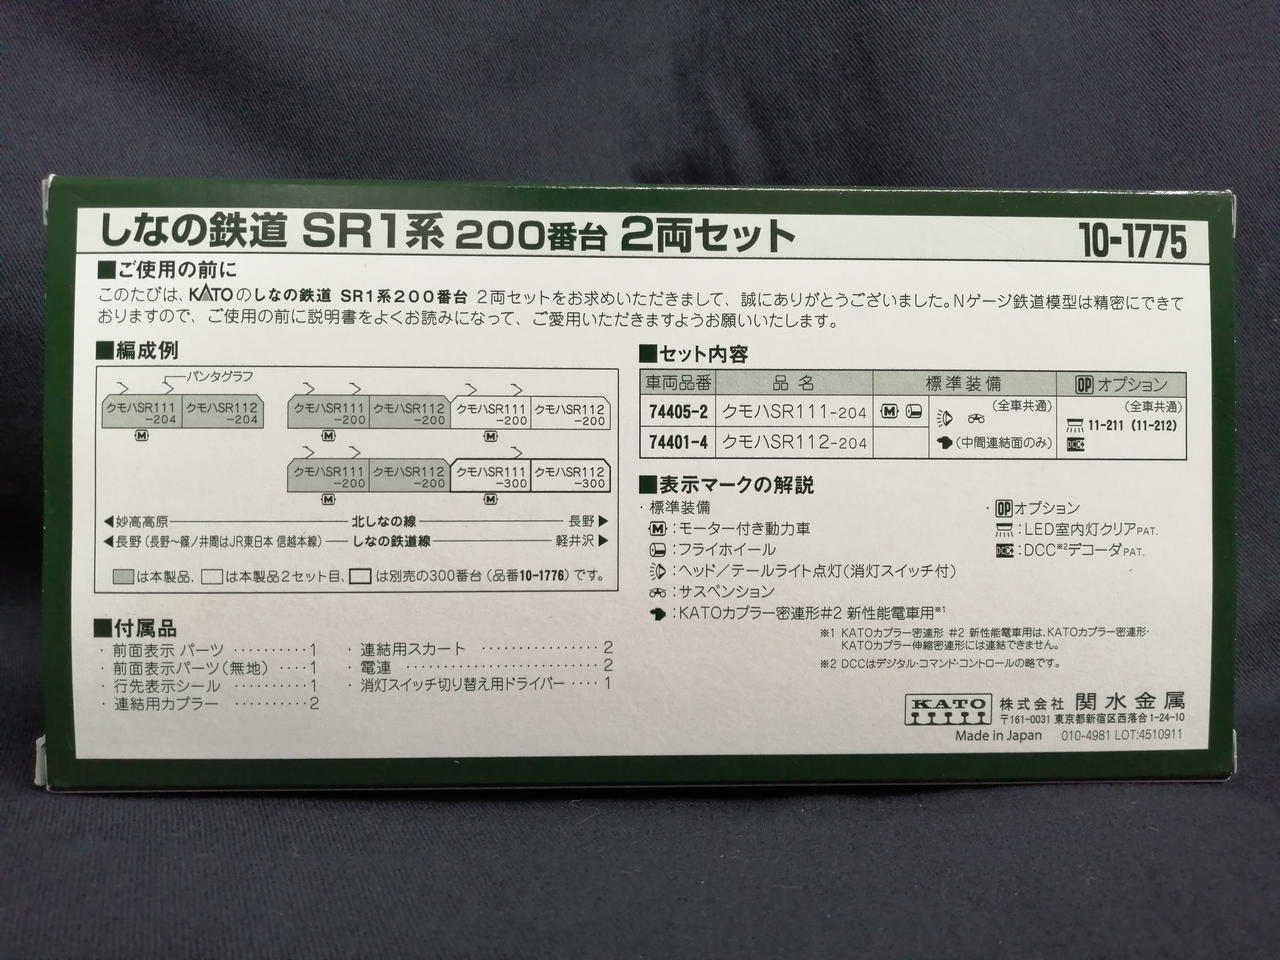 しなの鉄道 SR1系 200番台 2両セット 10-1775
■ご使用の前に
このたびは、KATOのしなの鉄道 SR1系200番台 2両セットをお求めいただきまして、誠にありがとうございました。Nゲージ鉄道模型は精密にできて
おりますので、ご使用の前に説明書をよくお読みになって、ご愛用いただきますようお願いいたします。
■編成例
パンタグラフ
クモハSR111-204 クモハSR112-204
M
クモハSR111-200 クモハSR112-200 クモハSR111-200 クモハSR112-200
M M
クモハSR111-200 クモハSR112-200 クモハSR111-300 クモハSR112-300
M M
◀妙高高原 北しなの線 長野▶
◀長野(長野〜篠ノ井間はJR東日本 信越本線) しなの鉄道線 軽井沢▶
は本製品、 は本製品2セット目、 は別売の300番台(品番10-1776)です。
■付属品
・前面表示 パーツ ・・・・・・・・・ 1
・前面表示パーツ(無地) ・・・・ 1
・行先表示シール ・・・・・・・・・・ 1
・連結用カプラー ・・・・・・・・・・ 2
・連結用スカート ・・・・・・・・・・・・・・ 2
・電連 ・・・・・・・・・・・・・・・・・・・・・・ 2
・消灯スイッチ切り替え用ドライバー ・・・・ 1
■セット内容
車両品番 品 名 標準装備 OP オプション
74405-2 クモハSR111-204 M (全車共通) (全車共通)
11-211 (11-212)
74401-4 クモハSR112-204 (中間連結面のみ) DCC
■表示マークの解説
・標準装備
M:モーター付き動力車
:フライホイール
:ヘッド/テールライト点灯(消灯スイッチ付)
:サスペンション
:KATOカプラー密連形#2 新性能電車用※1
・OPオプション
:LED室内灯クリアPAT.
DCC:DCC※2デコーダPAT.
※1 KATOカプラー密連形 #2 新性能電車用は、KATOカプラー密連形・
KATOカプラー伸縮密連形には連結できません。
※2 DCCはデジタル・コマンド・コントロールの略です。
KATO 株式会社 関水金属
〒161-0031 東京都新宿区西落合1-24-10
Made in Japan 010-4981 LOT:4510911